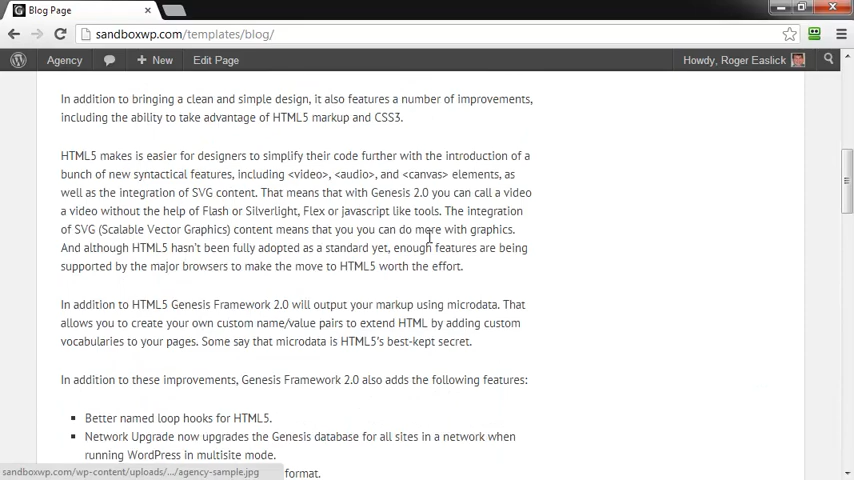 Blog Page
sandboxwp.com/templates/blog/
Agency
New
Edit Page
Howdy, Roger Easlick
In addition to bringing a clean and simple design, it also features a number of improvements,
including the ability to take advantage of HTML5 markup and CSS3.
HTML5 makes is easier for designers to simplify their code further with the introduction of a
bunch of new syntactical features, including <video>, <audio>, and <canvas> elements, as
well as the integration of SVG content. That means that with Genesis 2.0 you can call a video
a video without the help of Flash or Silverlight, Flex or javascript like tools. The integration
of SVG (Scalable Vector Graphics) content means that you you can do more with graphics.
And although HTML5 hasn't been fully adopted as a standard yet, enough features are being
supported by the major browsers to make the move to HTML5 worth the effort.
In addition to HTML5 Genesis Framework 2.0 will output your markup using microdata. That
allows you to create your own custom name/value pairs to extend HTML by adding custom
vocabularies to your pages. Some say that microdata is HTML5's best-kept secret.
In addition to these improvements, Genesis Framework 2.0 also adds the following features:
Better named loop hooks for HTML5.
Network Upgrade now upgrades the Genesis database for all sites in a network when
running WordPress in multisite mode.
sandboxwp.com/wp-content/uploads/.../agency-sample.jpg
format.